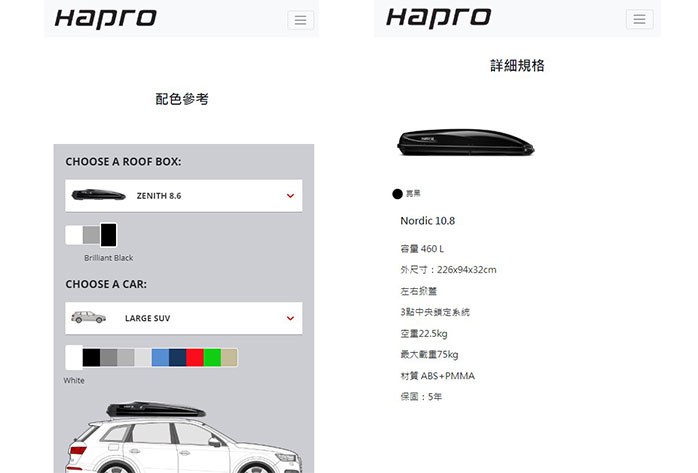 Hapro
配色參考
CHOOSE A ROOF BOX:
ZENITH 8.6
Brilliant Black
CHOOSE A CAR:
LARGE SUV
White
Hapro
詳細規格
亮黑
Nordic 10.8
容量 460 L
外尺寸：226x94x32cm
左右掀蓋
3點中央鎖定系統
空重22.5kg
最大載重75kg
材質 ABS+PMMA
保固：5年